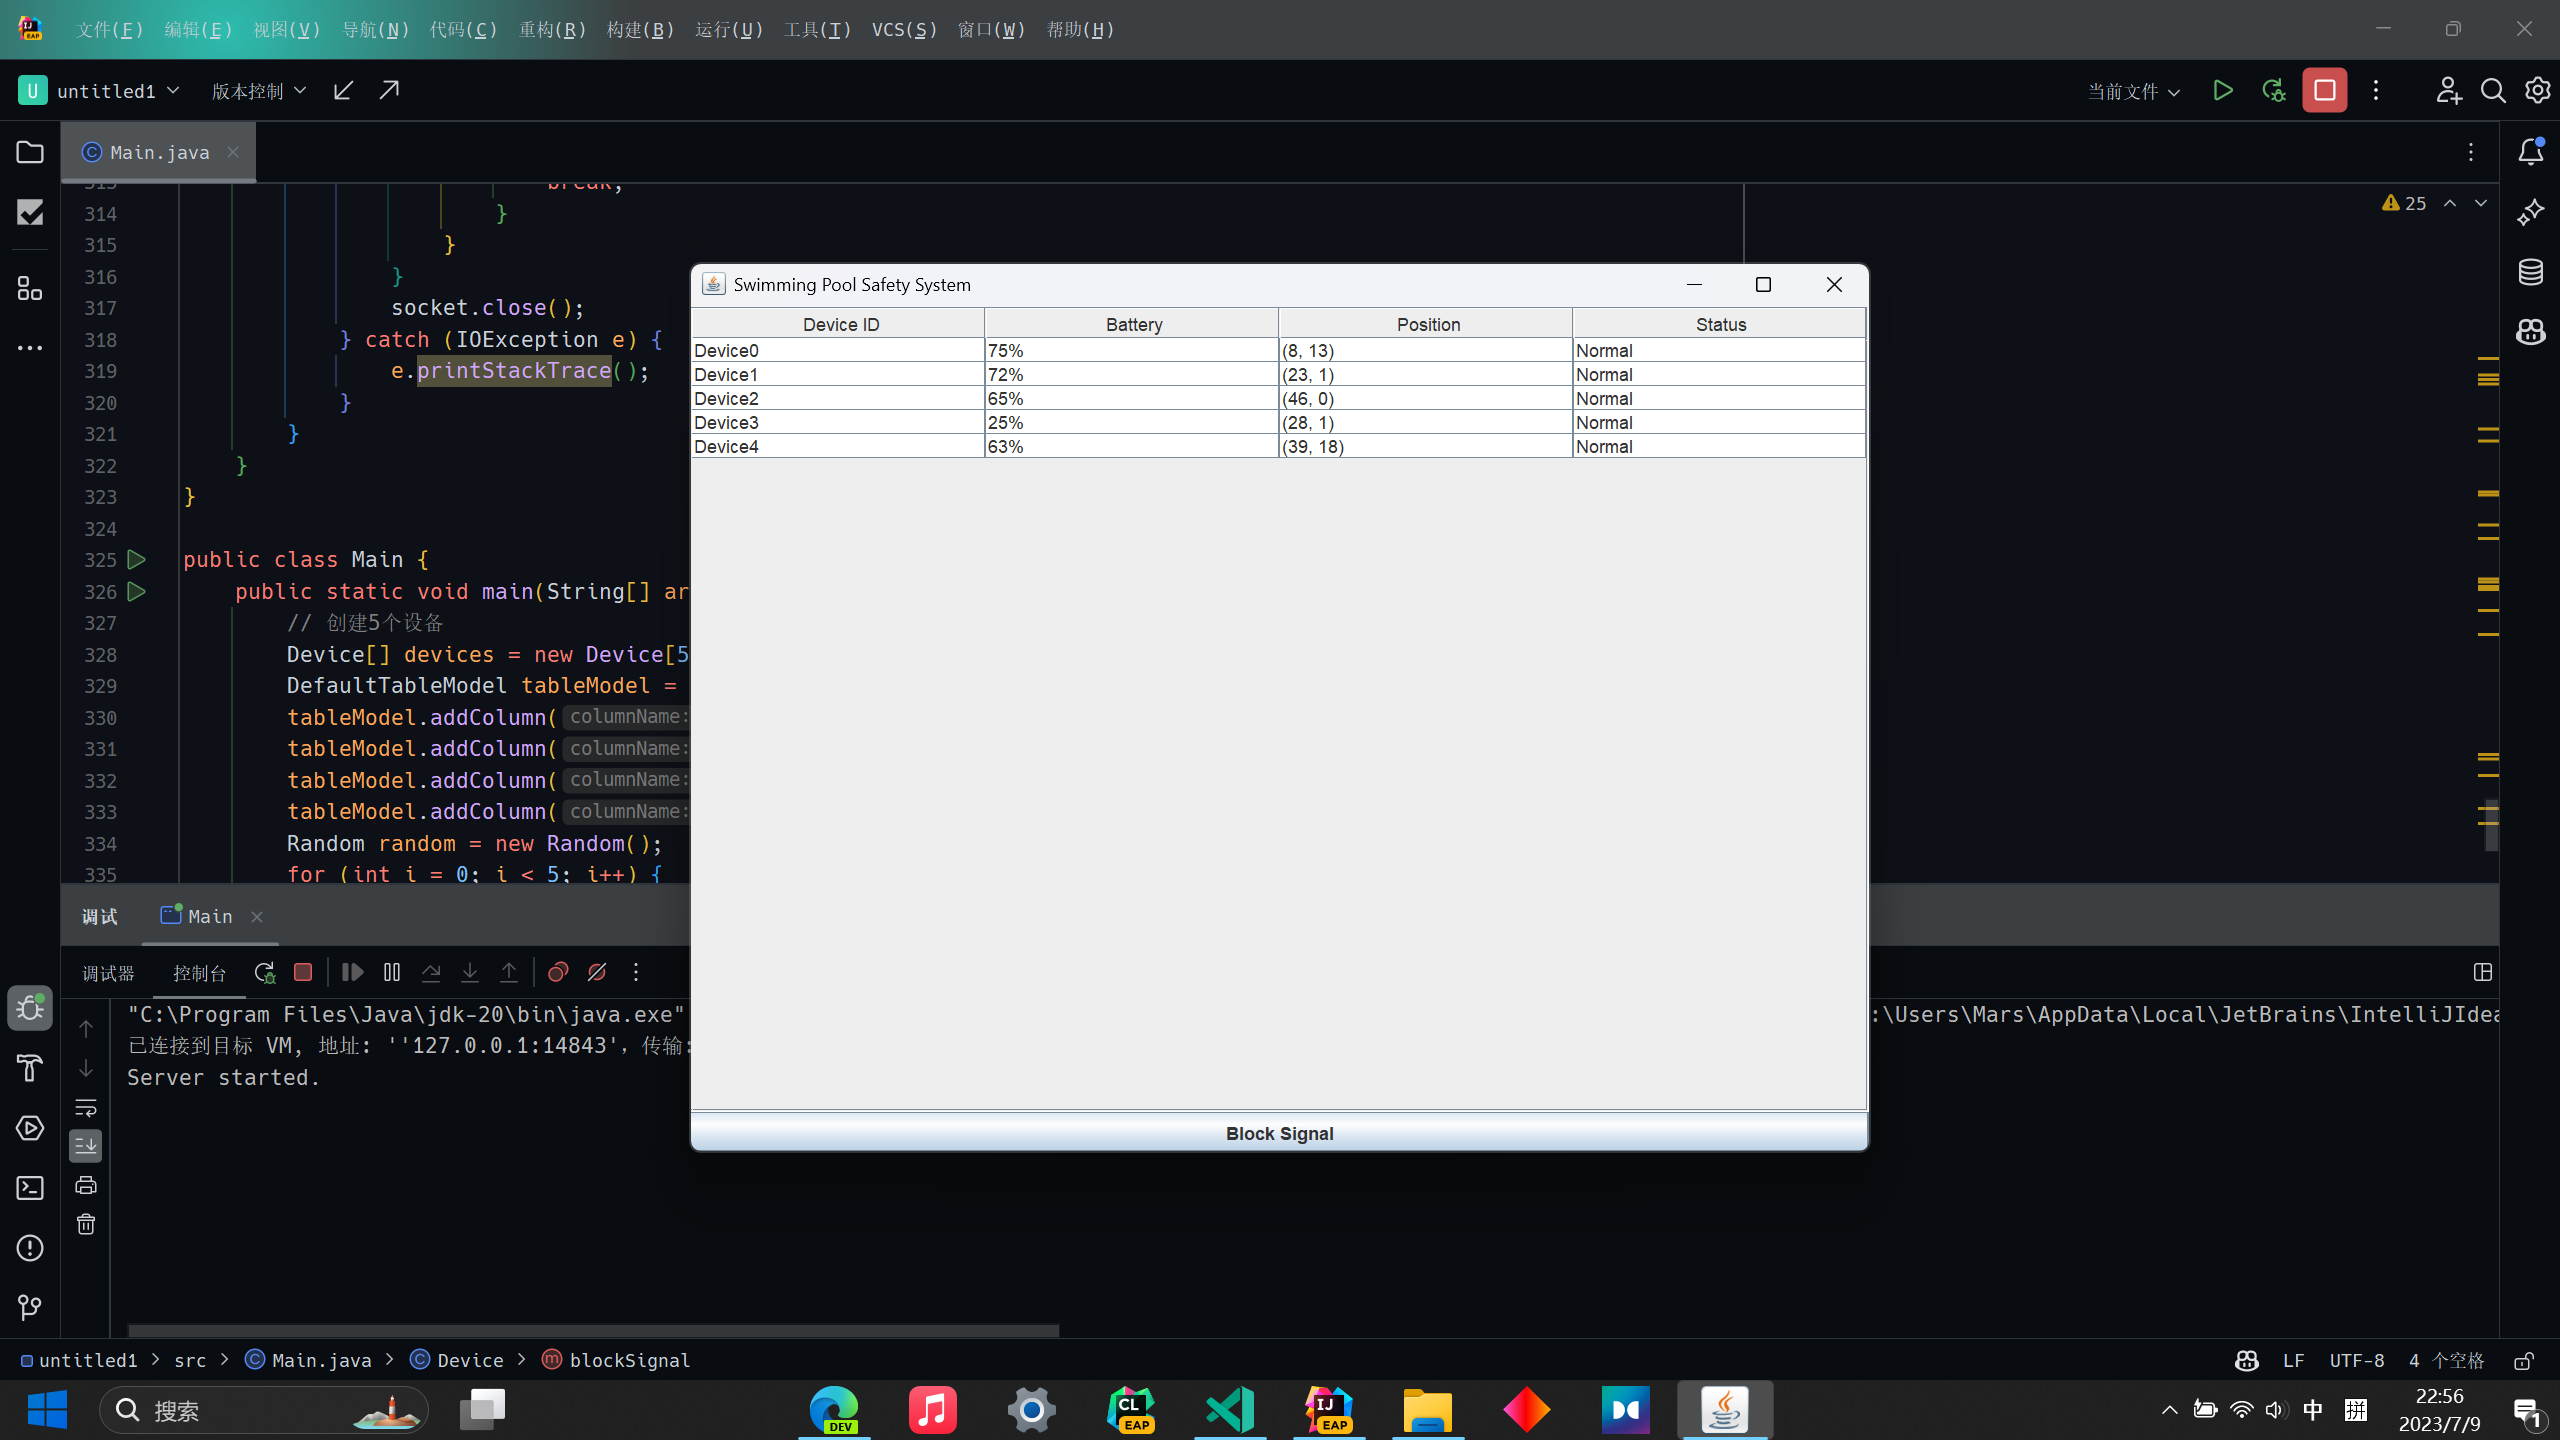 文件(F) 编辑(E) 视图(V) 导航(N) 代码(C) 重构(R) 构建(B) 运行(U) 工具(T) VCS(S) 窗口(W) 帮助(H)
U untitled1 版本控制 当前文件
Main.java
25
313 break;
314 }
315 }
316 }
317 socket.close();
318 } catch (IOException e) {
319 e.printStackTrace();
320 }
321 }
322 }
323 }
324
325 public class Main {
326 public static void main(String[] ar
327 // 创建5个设备
328 Device[] devices = new Device[5
329 DefaultTableModel tableModel =
330 tableModel.addColumn( columnName:
331 tableModel.addColumn( columnName:
332 tableModel.addColumn( columnName:
333 tableModel.addColumn( columnName:
334 Random random = new Random();
335 for (int i = 0; i < 5; i++) {
Swimming Pool Safety System
Device ID Battery Position Status
Device0 75% (8, 13) Normal
Device1 72% (23, 1) Normal
Device2 65% (46, 0) Normal
Device3 25% (28, 1) Normal
Device4 63% (39, 18) Normal
Block Signal
调试 Main
调试器 控制台
"C:\Program Files\Java\jdk-20\bin\java.exe" :\Users\Mars\AppData\Local\JetBrains\IntelliJIdea
已连接到目标 VM, 地址: ''127.0.0.1:14843', 传输:
Server started.
untitled1 > src > Main.java > Device > blockSignal
LF UTF-8 4 个空格
搜索
DEV
CL EAP
IJ EAP
中 拼
22:56
2023/7/9
1